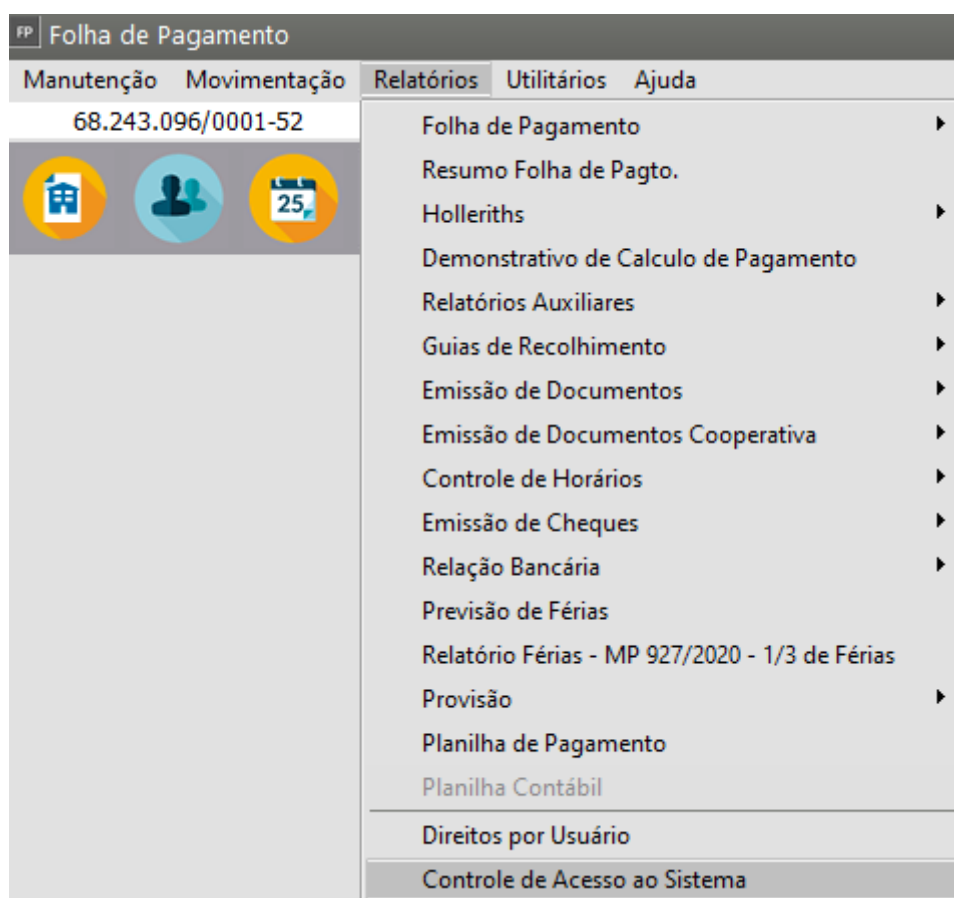 FP Folha de Pagamento
Manutenção Movimentação Relatórios Utilitários Ajuda
68.243.096/0001-52
25
Folha de Pagamento
Resumo Folha de Pagto.
Holleriths
Demonstrativo de Calculo de Pagamento
Relatórios Auxiliares
Guias de Recolhimento
Emissão de Documentos
Emissão de Documentos Cooperativa
Controle de Horários
Emissão de Cheques
Relação Bancária
Previsão de Férias
Relatório Férias - MP 927/2020 - 1/3 de Férias
Provisão
Planilha de Pagamento
Planilha Contábil
Direitos por Usuário
Controle de Acesso ao Sistema